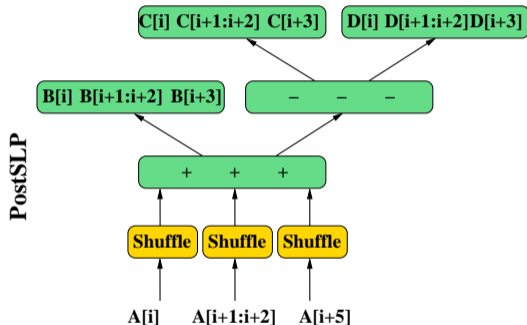 C[i] C[i+1:i+2] C[i+3]
D[i] D[i+1:i+2]D[i+3]
B[i] B[i+1:i+2] B[i+3]
− − −
+ + +
PostSLP
Shuffle Shuffle Shuffle
A[i] A[i+1:i+2] A[i+5]